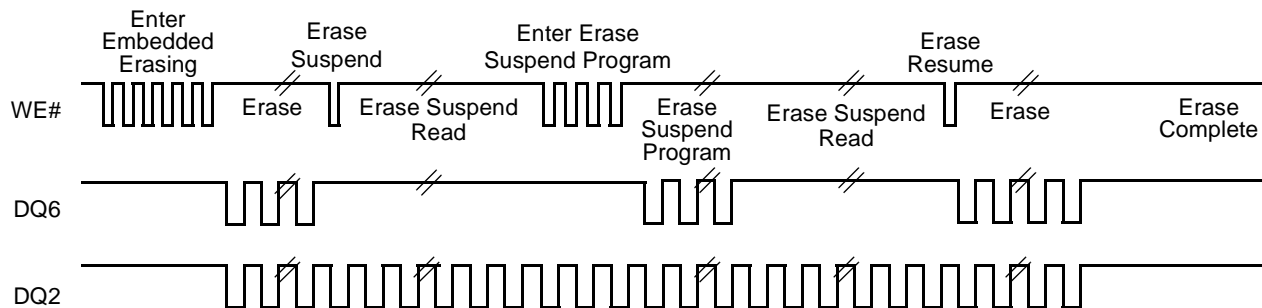 Enter
Embedded
Erasing
Erase
Suspend
Enter Erase
Suspend Program
Erase
Resume
WE#
Erase
Erase Suspend
Read
Erase
Suspend
Program
Erase Suspend
Read
Erase
Erase
Complete
DQ6
DQ2